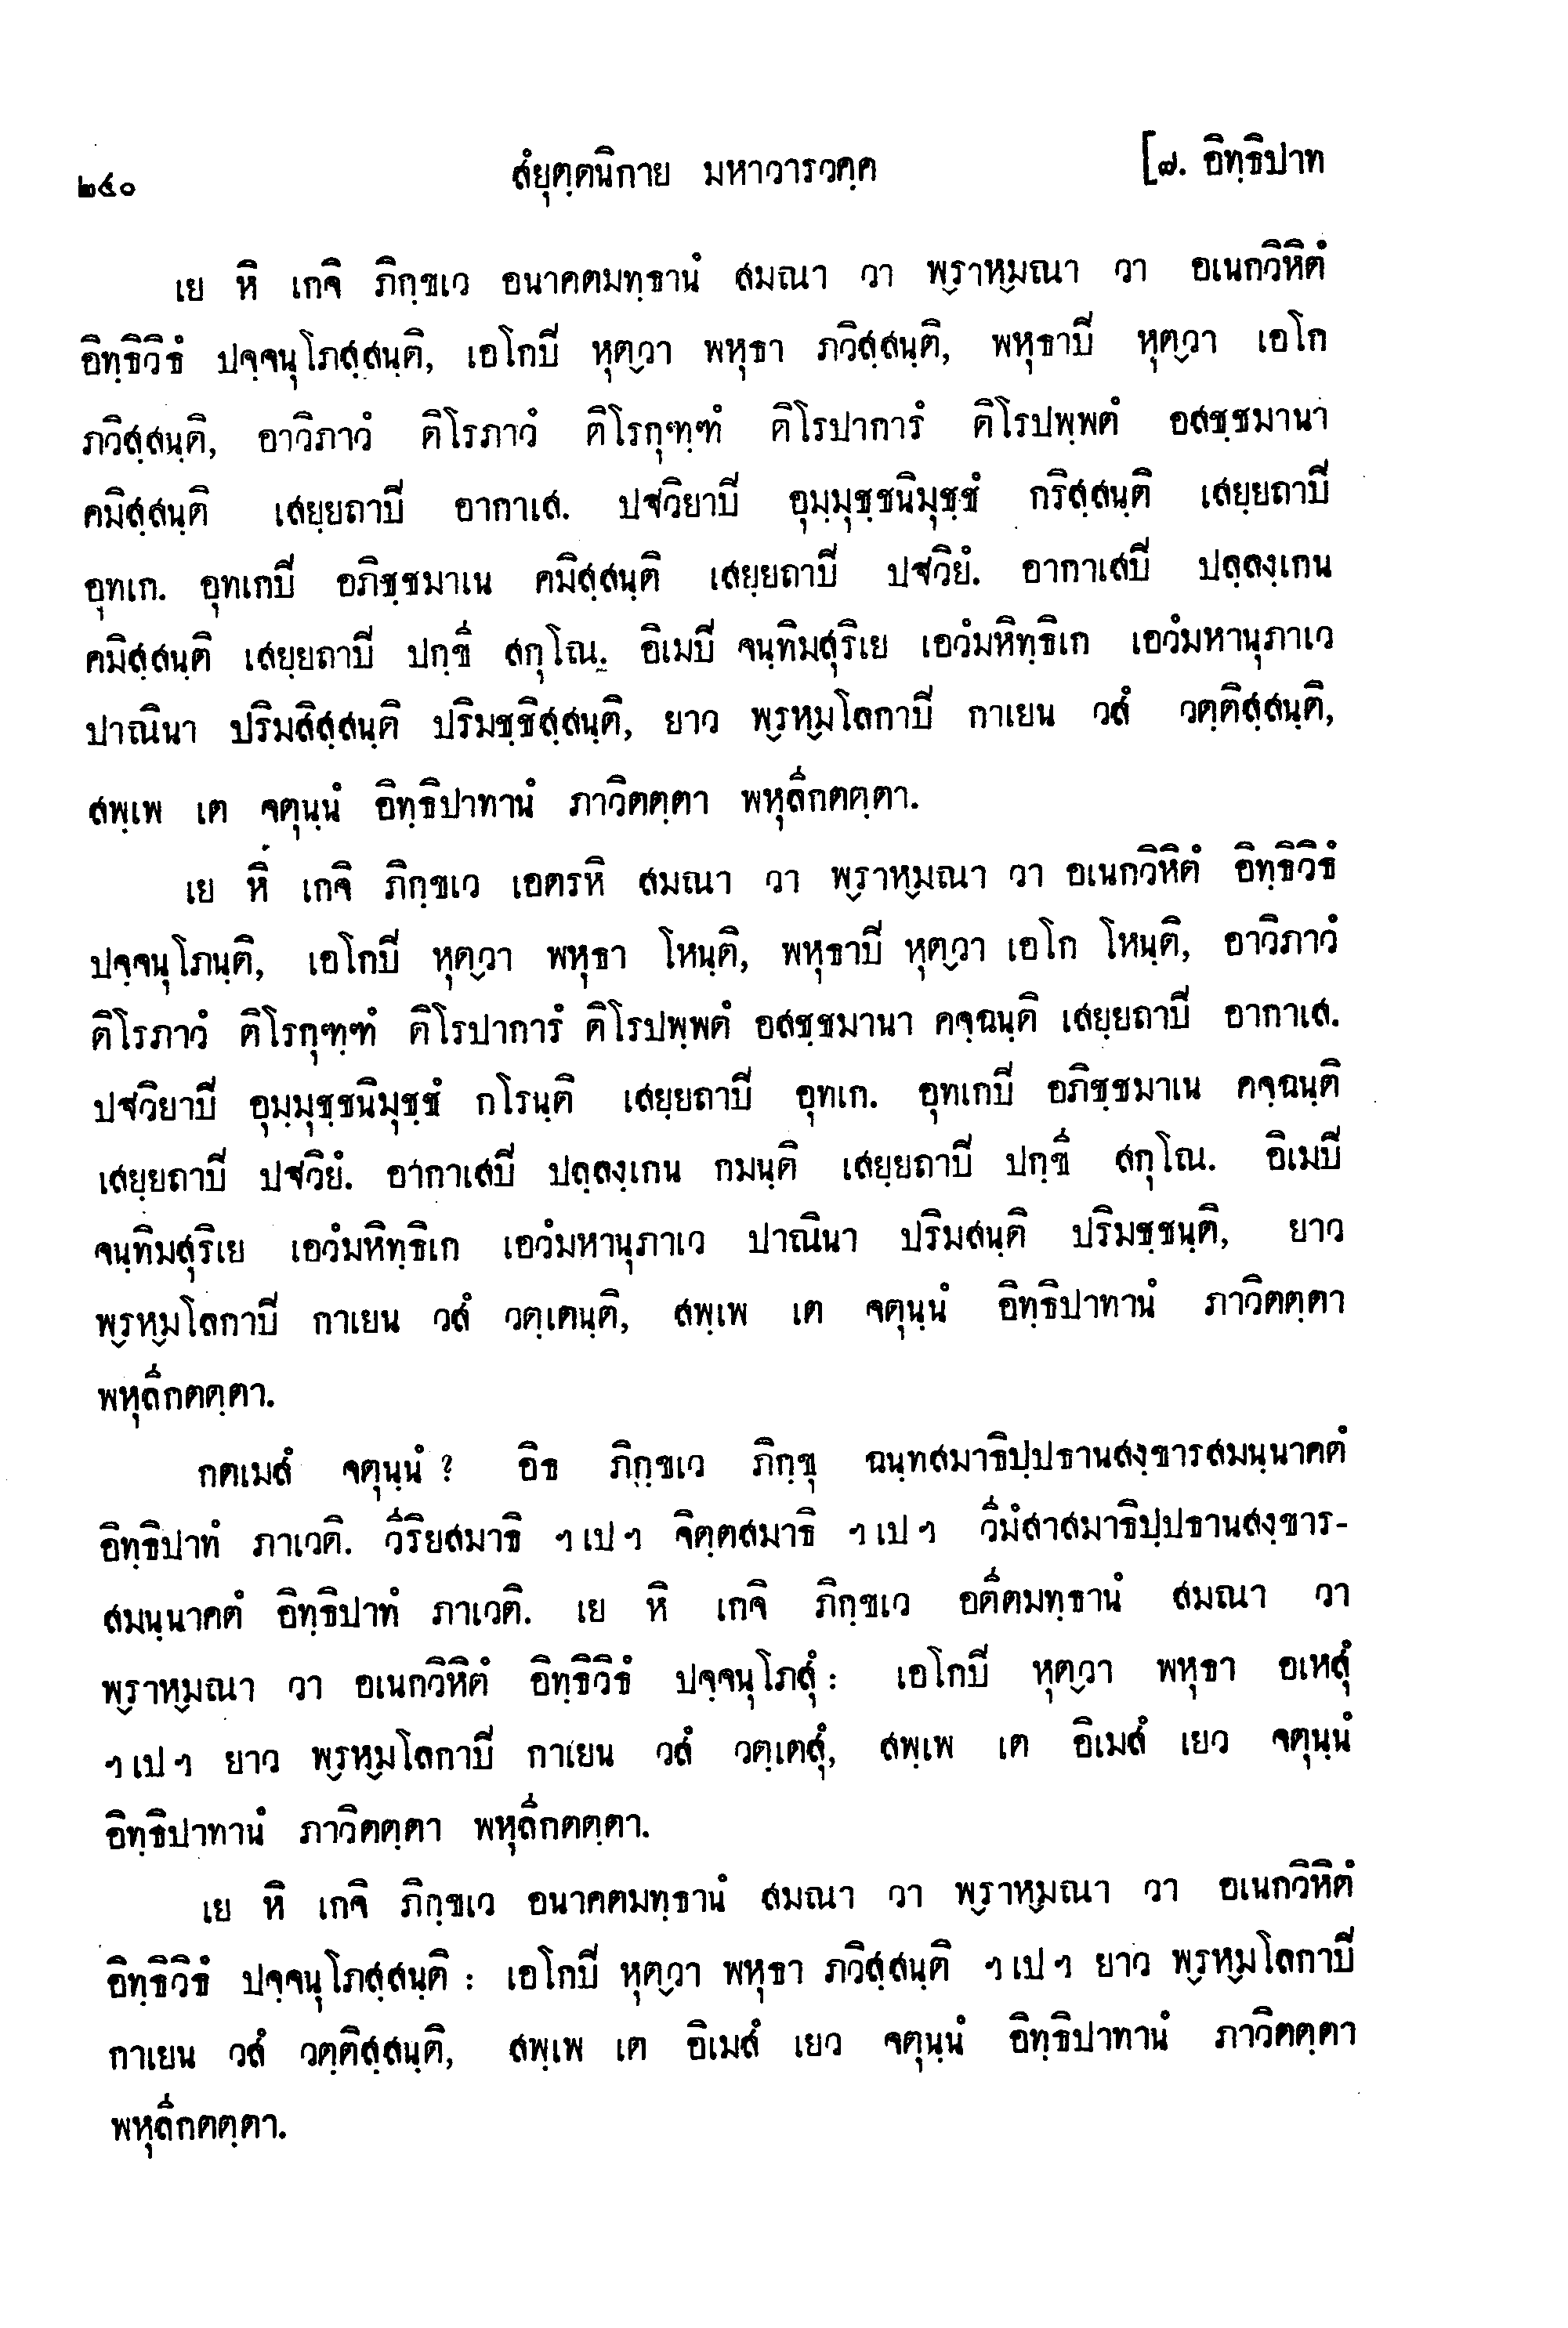 ๒๔๐ สํยุตฺตนิกาย มหาวารวคฺค [๗. อิทฺธิปาท
เย หิ เกจิ ภิกฺขเว อนาคตมทฺธานํ สมณา วา พฺราหฺมณา วา อเนกวิหิตํ
อิทฺธิวิธํ ปจฺจนุโภสฺสนฺติ, เอโกปิ หุตฺวา พหุธา ภวิสฺสนฺติ, พหุธาปิ หุตฺวา เอโก
ภวิสฺสนฺติ, อาวิภาวํ ติโรภาวํ ติโรกุฑฺฑํ ติโรปาการํ ติโรปพฺพตํ อสชฺชมานา
คมิสฺสนฺติ เสยฺยถาปิ อากาเส. ปฐวิยาปิ อุมฺมุชฺชนิมุชฺชํ กริสฺสนฺติ เสยฺยถาปิ
อุทเก. อุทเกปิ อภิชฺชมาเน คมิสฺสนฺติ เสยฺยถาปิ ปฐวิยํ. อากาเสปิ ปลฺลงฺเกน
คมิสฺสนฺติ เสยฺยถาปิ ปกฺขี สกุโณ. อิเมปิ จนฺทิมสุริเย เอวํมหิทฺธิเก เอวํมหานุภาเว
ปาณินา ปริมสิสฺสนฺติ ปริมชฺชิสฺสนฺติ, ยาว พฺรหฺมโลกาปิ กาเยน วสํ วตฺติสฺสนฺติ,
สพฺเพ เต จตุนฺนํ อิทฺธิปาทานํ ภาวิตตฺตา พหุลีกตตฺตา.
เย หิ เกจิ ภิกฺขเว เอตรหิ สมณา วา พฺราหฺมณา วา อเนกวิหิตํ อิทฺธิวิธํ
ปจฺจนุโภนฺติ, เอโกปิ หุตฺวา พหุธา โหนฺติ, พหุธาปิ หุตฺวา เอโก โหนฺติ, อาวิภาวํ
ติโรภาวํ ติโรกุฑฺฑํ ติโรปาการํ ติโรปพฺพตํ อสชฺชมานา คจฺฉนฺติ เสยฺยถาปิ อากาเส.
ปฐวิยาปิ อุมฺมุชฺชนิมุชฺชํ กโรนฺติ เสยฺยถาปิ อุทเก. อุทเกปิ อภิชฺชมาเน คจฺฉนฺติ
เสยฺยถาปิ ปฐวิยํ. อากาเสปิ ปลฺลงฺเกน กมนฺติ เสยฺยถาปิ ปกฺขี สกุโณ. อิเมปิ
จนฺทิมสุริเย เอวํมหิทฺธิเก เอวํมหานุภาเว ปาณินา ปริมสนฺติ ปริมชฺชนฺติ, ยาว
พฺรหฺมโลกาปิ กาเยน วสํ วตฺเตนฺติ, สพฺเพ เต จตุนฺนํ อิทฺธิปาทานํ ภาวิตตฺตา
พหุลีกตตฺตา.
กตเมสํ จตุนฺนํ ? อิธ ภิกฺขเว ภิกฺขุ ฉนฺทสมาธิปฺปธานสงฺขารสมนฺนาคตํ
อิทฺธิปาทํ ภาเวติ. วีริยสมาธิ ฯเปฯ จิตฺตสมาธิ ฯเปฯ วีมํสาสมาธิปฺปธานสงฺขาร-
สมนฺนาคตํ อิทฺธิปาทํ ภาเวติ. เย หิ เกจิ ภิกฺขเว อตีตมทฺธานํ สมณา วา
พฺราหฺมณา วา อเนกวิหิตํ อิทฺธิวิธํ ปจฺจนุโภสุํ : เอโกปิ หุตฺวา พหุธา อเหสุํ
ฯเปฯ ยาว พฺรหฺมโลกาปิ กาเยน วสํ วตฺเตสุํ, สพฺเพ เต อิเมสํ เยว จตุนฺนํ
อิทฺธิปาทานํ ภาวิตตฺตา พหุลีกตตฺตา.
เย หิ เกจิ ภิกฺขเว อนาคตมทฺธานํ สมณา วา พฺราหฺมณา วา อเนกวิหิตํ
อิทฺธิวิธํ ปจฺจนุโภสฺสนฺติ : เอโกปิ หุตฺวา พหุธา ภวิสฺสนฺติ ฯเปฯ ยาว พฺรหฺมโลกาปิ
กาเยน วสํ วตฺติสฺสนฺติ, สพฺเพ เต อิเมสํ เยว จตุนฺนํ อิทฺธิปาทานํ ภาวิตตฺตา
พหุลีกตตฺตา.